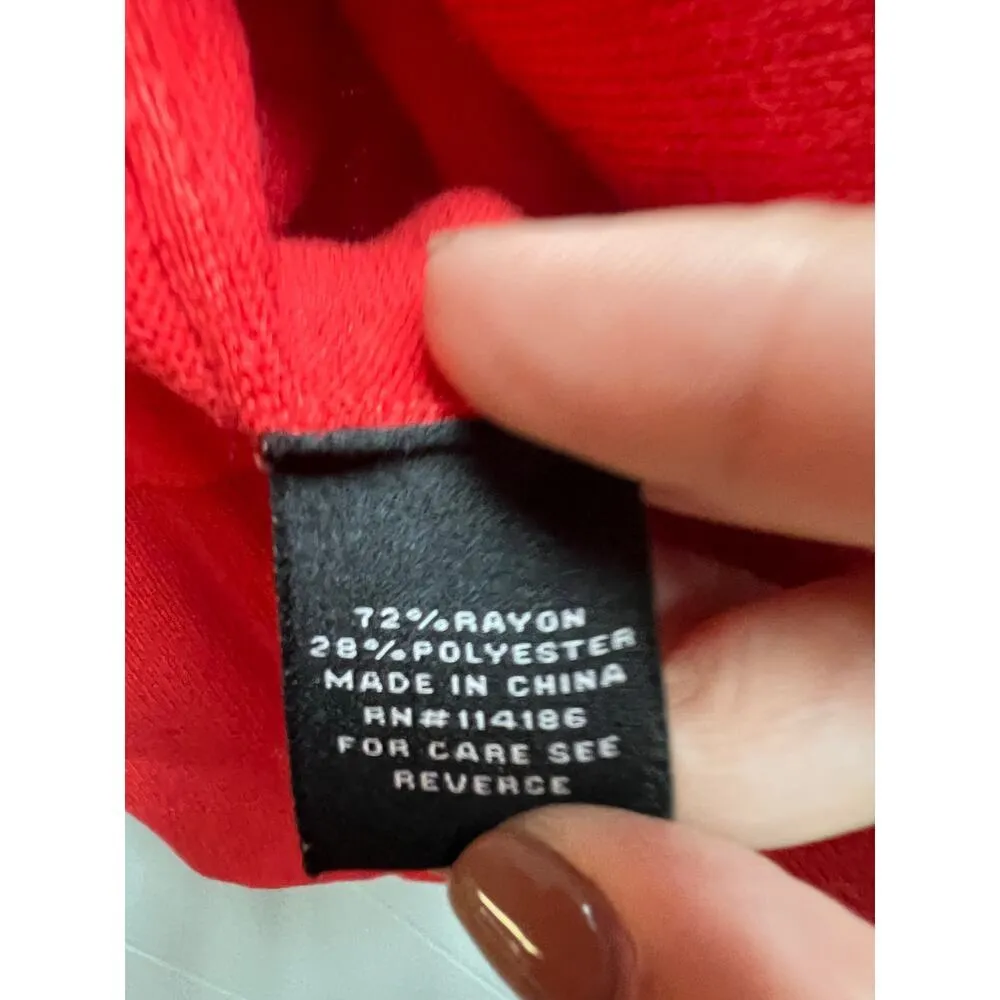 72%RAYON
28%POLYESTER
MADE IN CHINA
RN#114186
FOR CARE SEE
REVERCE